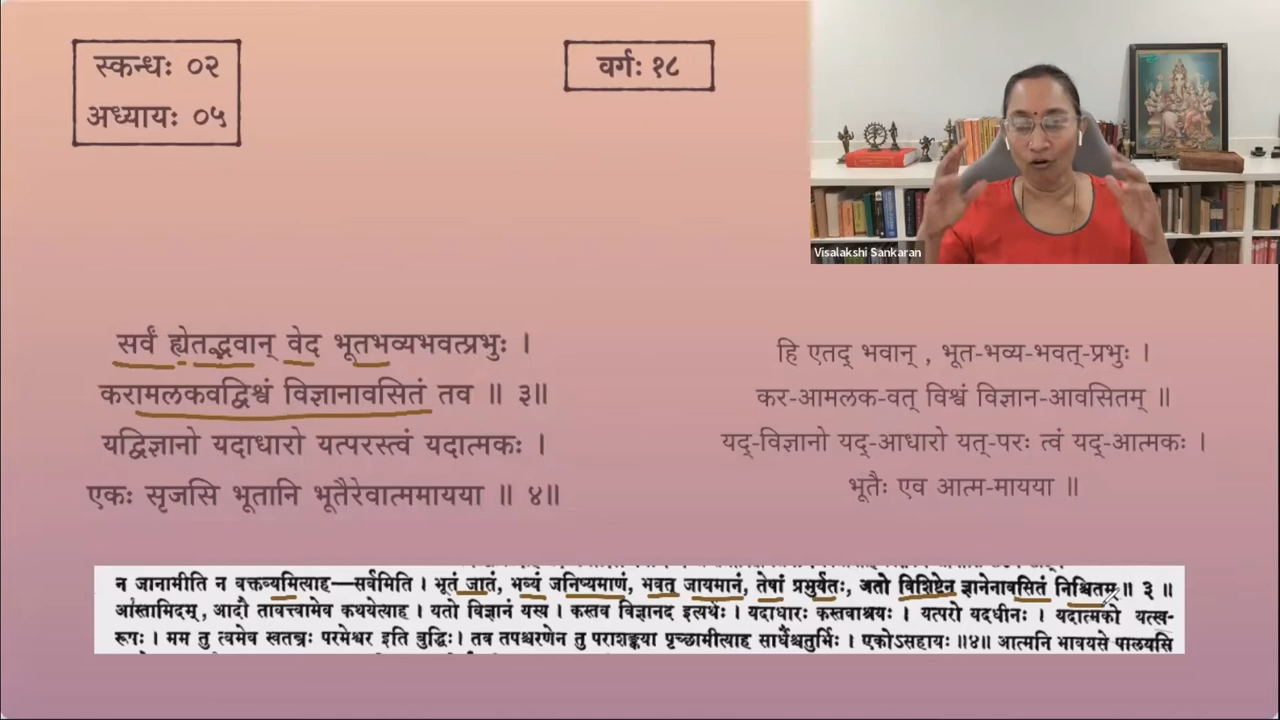 स्कन्धः ०२
अध्यायः ०५
वर्गः १८
Visalakshi Sankaran
सर्वं ह्येतद्भवान् वेद भूतभव्यभवत्प्रभुः ।
करामलकवद्विश्वं विज्ञानावसितं तव ॥ ३॥
यद्विज्ञानो यदाधारो यत्परस्त्वं यदात्मकः ।
एकः सृजसि भूतानि भूतैरेवात्ममायया ॥ ४॥
हि एतद् भवान् , भूत-भव्य-भवत्-प्रभुः ।
कर-आमलक-वत् विश्वं विज्ञान-आवसितम् ॥
यद्-विज्ञानो यद्-आधारो यत्-परः त्वं यद्-आत्मकः ।
भूतैः एव आत्म-मायया ॥
न जानामीति न वक्तव्यमित्याह—सर्वमिति । भूतं जातं, भव्यं जनिष्यमाणं, भवत् जायमानं, तेषां प्रभुर्यतः, अतो विशिष्टेन ज्ञानेनावसितं निश्चितम् ॥ ३ ॥
आस्तामिदम्, आदौ तावत्त्वामेव कथयेत्याह । यतो विज्ञानं यस्य । कस्तव विज्ञानद इत्यर्थः । यदाधारः कस्तवाश्रयः । यत्परो यदधीनः । यदात्मको यत्स्व-
रूपः । मम तु त्वमेव स्वतन्त्रः परमेश्वर इति बुद्धिः । तव तपश्चरणेन तु पराशङ्कया पृच्छामीत्याह सार्धैश्चतुर्भिः । एकोऽसहायः ॥४॥ आत्मनि भावयसे पालयसि